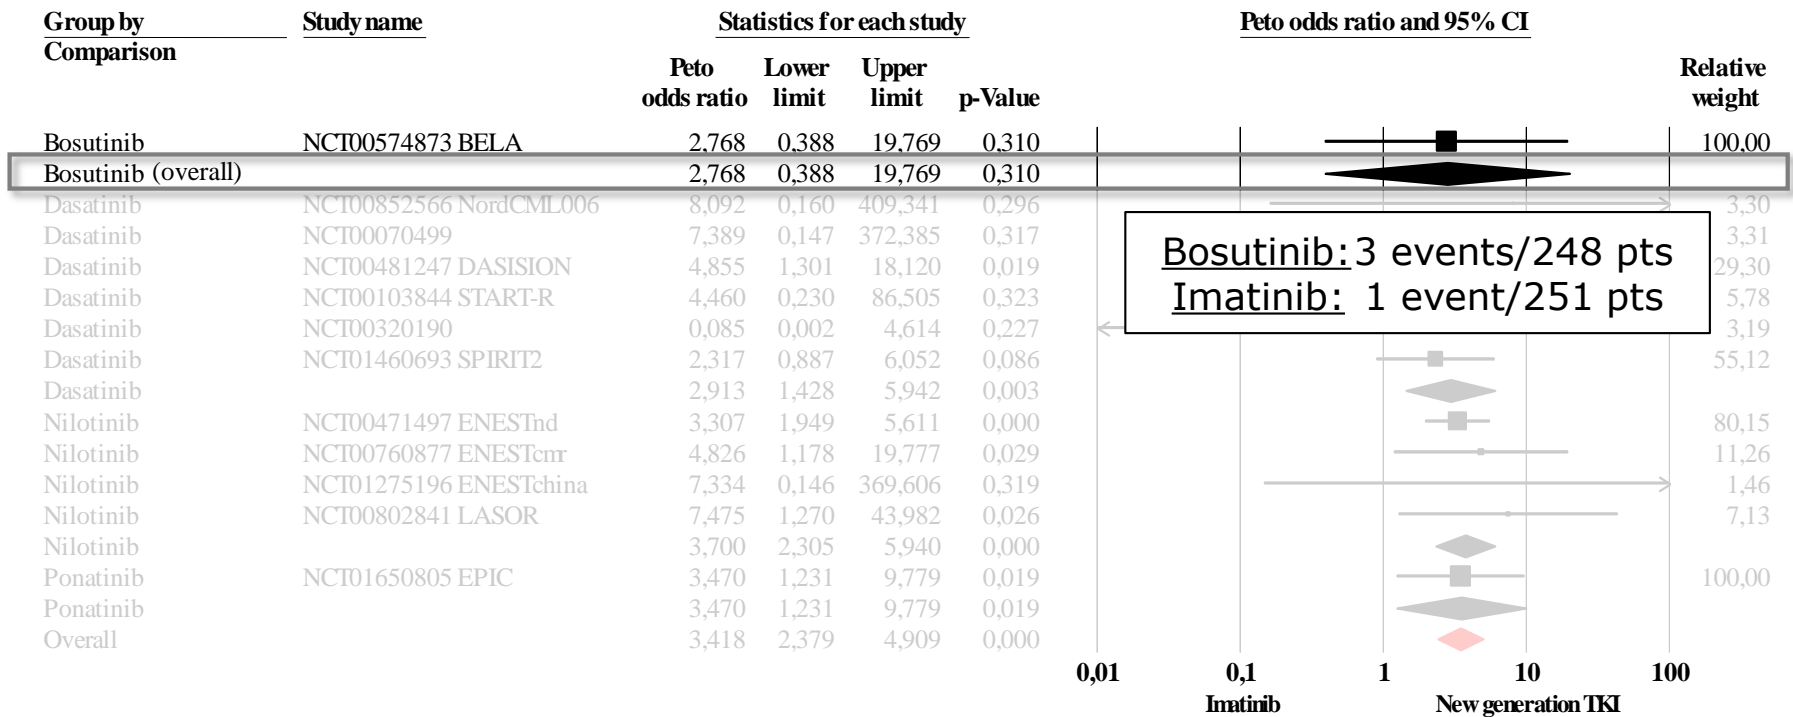 Group by Study name Statistics for each study Peto odds ratio and 95% CI
Comparison
Peto Lower Upper Relative
odds ratio limit limit p-Value weight
Bosutinib NCT00574873 BELA 2,768 0,388 19,769 0,310 100,00
Bosutinib (overall) 2,768 0,388 19,769 0,310
Dasatinib NCT00852566 NordCML006 8,092 0,160 409,341 0,296 3,30
Dasatinib NCT00070499 7,389 0,147 372,385 0,317 3,31
Dasatinib NCT00481247 DASISION 4,855 1,301 18,120 0,019 29,30
Dasatinib NCT00103844 START-R 4,460 0,230 86,505 0,323 5,78
Dasatinib NCT00320190 0,085 0,002 4,614 0,227 3,19
Dasatinib NCT01460693 SPIRIT2 2,317 0,887 6,052 0,086 55,12
Dasatinib 2,913 1,428 5,942 0,003
Nilotinib NCT00471497 ENESTnd 3,307 1,949 5,611 0,000 80,15
Nilotinib NCT00760877 ENESTcmr 4,826 1,178 19,777 0,029 11,26
Nilotinib NCT01275196 ENESTchina 7,334 0,146 369,606 0,319 1,46
Nilotinib NCT00802841 LASOR 7,475 1,270 43,982 0,026 7,13
Nilotinib 3,700 2,305 5,940 0,000
Ponatinib NCT01650805 EPIC 3,470 1,231 9,779 0,019 100,00
Ponatinib 3,470 1,231 9,779 0,019
Overall 3,418 2,379 4,909 0,000
Bosutinib: 3 events/248 pts
Imatinib: 1 event/251 pts
0,01 0,1 1 10 100
Imatinib New generation TKI